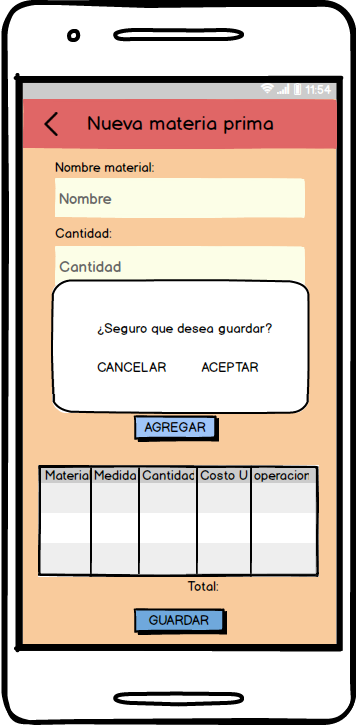 11:54
Nueva materia prima
Nombre material:
Nombre
Cantidad:
Cantidad
¿Seguro que desea guardar?
CANCELAR ACEPTAR
AGREGAR
Materia Medida Cantidad Costo U operacion
Total:
GUARDAR